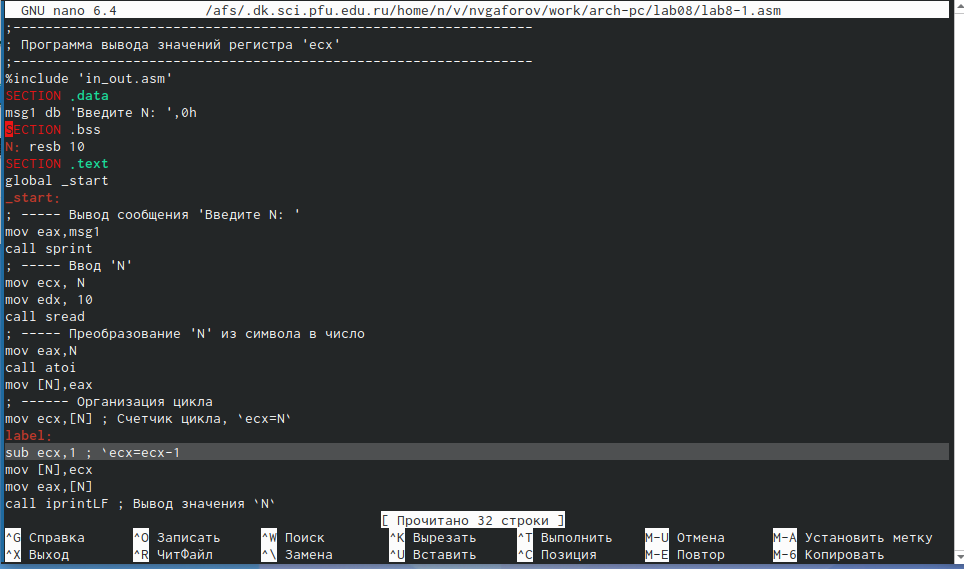 GNU nano 6.4 /afs/.dk.sci.pfu.edu.ru/home/n/v/nvgaforov/work/arch-pc/lab08/lab8-1.asm
;-----------------------------------------------------------------
; Программа вывода значений регистра 'ecx'
;-----------------------------------------------------------------
%include 'in_out.asm'
SECTION .data
msg1 db 'Введите N: ',0h
SECTION .bss
N: resb 10
SECTION .text
global _start
_start:
; ----- Вывод сообщения 'Введите N: '
mov eax,msg1
call sprint
; ----- Ввод 'N'
mov ecx, N
mov edx, 10
call sread
; ----- Преобразование 'N' из символа в число
mov eax,N
call atoi
mov [N],eax
; ------ Организация цикла
mov ecx,[N] ; Счетчик цикла, `ecx=N`
label:
sub ecx,1 ; `ecx=ecx-1
mov [N],ecx
mov eax,[N]
call iprintLF ; Вывод значения `N`
[ Прочитано 32 строки ]
^G Справка ^O Записать ^W Поиск ^K Вырезать ^T Выполнить M-U Отмена M-A Установить метку
^X Выход ^R ЧитФайл ^\ Замена ^U Вставить ^C Позиция M-E Повтор M-6 Копировать